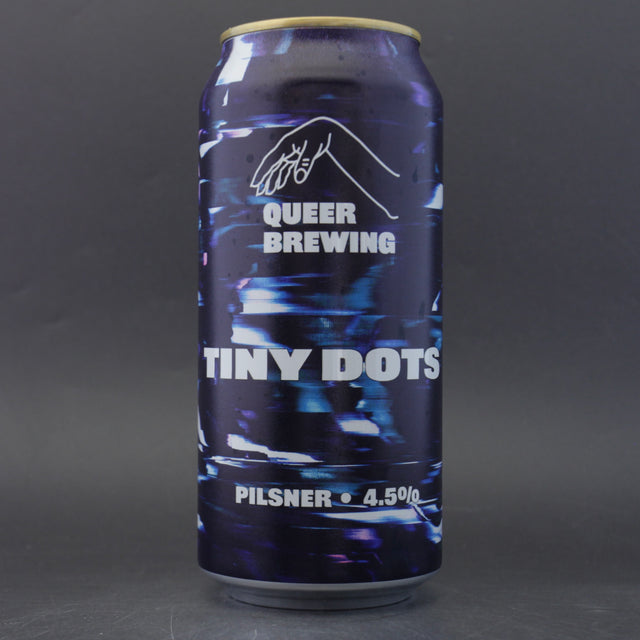 QUEER
BREWING
TINY DOTS
PILSNER • 4.5%